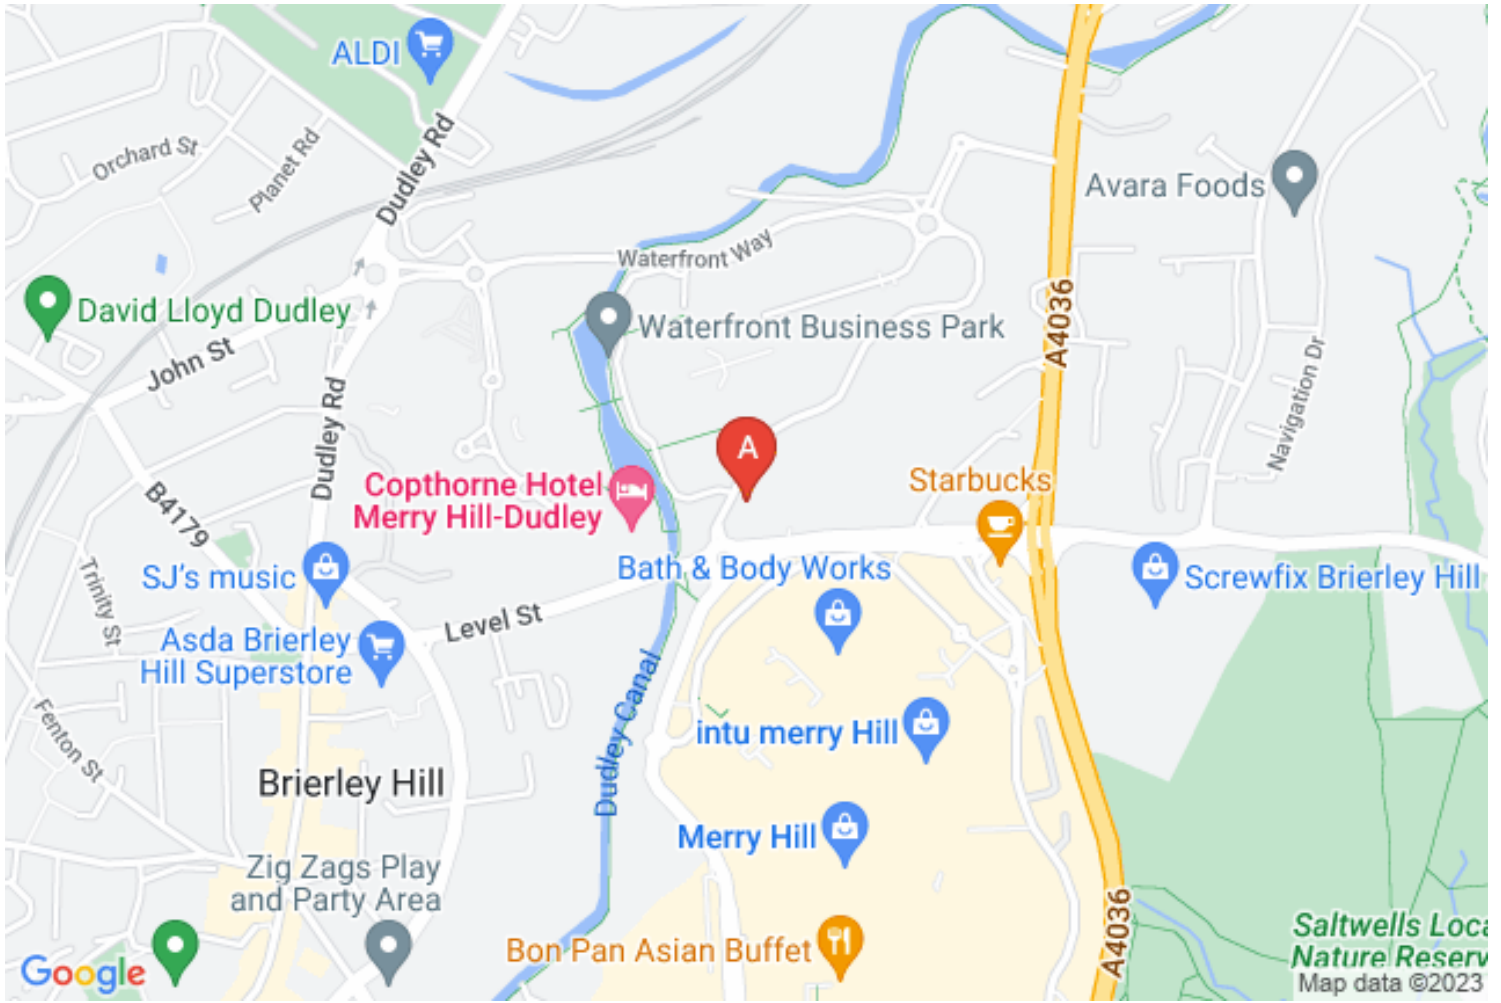 ALDI
Dudley Rd
Orchard St
Planet Rd
Avara Foods
Waterfront Way
David Lloyd Dudley
Waterfront Business Park
A4036
John St
Navigation Dr
Dudley Rd
A
Copthorne Hotel
Merry Hill-Dudley
Starbucks
B4179
SJ's music
Bath & Body Works
Screwfix Brierley Hill
Trinity St
Level St
Asda Brierley
Hill Superstore
Dudley Canal
intu merry Hill
Fenton St
Brierley Hill
Merry Hill
Zig Zags Play
and Party Area
Bon Pan Asian Buffet
A4036
Saltwells Loca
Nature Reserv
Google
Map data ©2023